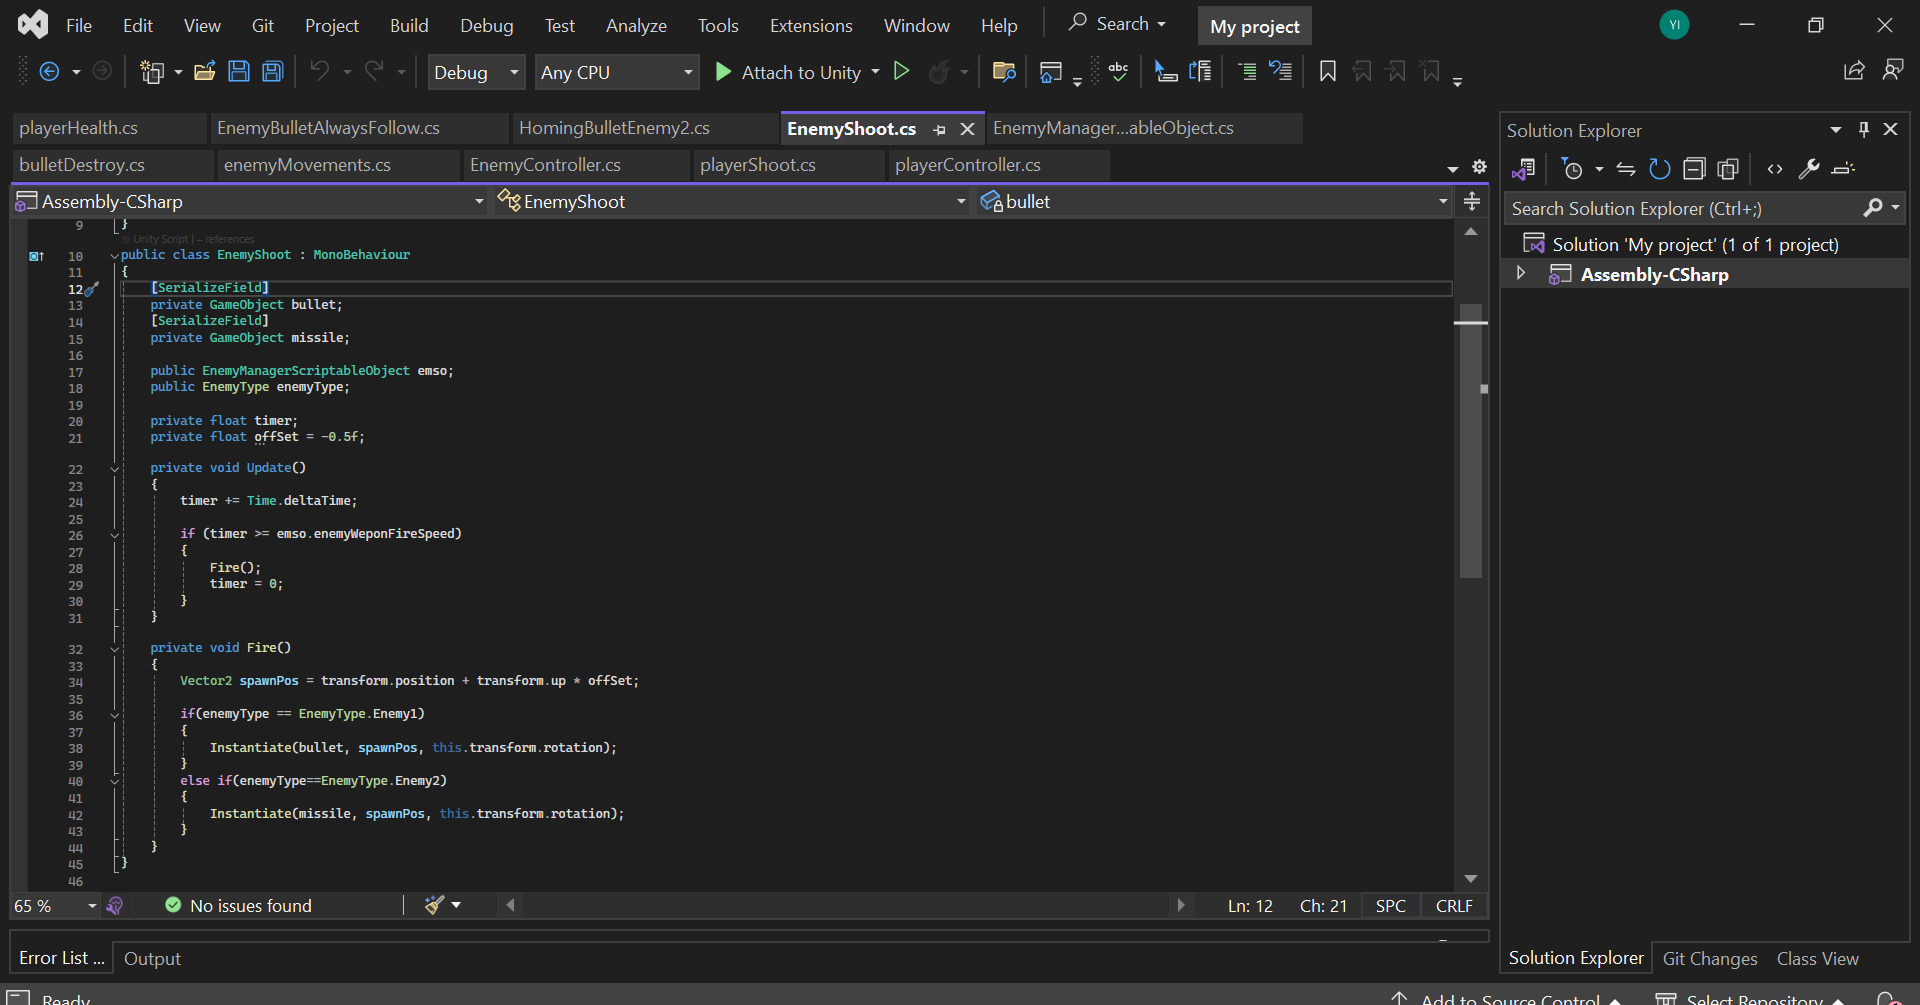 File Edit View Git Project Build Debug Test Analyze Tools Extensions Window Help Search My project YI
Debug Any CPU Attach to Unity abc
playerHealth.cs EnemyBulletAlwaysFollow.cs HomingBulletEnemy2.cs EnemyShoot.cs EnemyManager...ableObject.cs
bulletDestroy.cs enemyMovements.cs EnemyController.cs playerShoot.cs playerController.cs
Assembly-CSharp EnemyShoot bullet
9 }
Unity Script | – references
10 public class EnemyShoot : MonoBehaviour
11 {
12 [SerializeField]
13 private GameObject bullet;
14 [SerializeField]
15 private GameObject missile;
16
17 public EnemyManagerScriptableObject emso;
18 public EnemyType enemyType;
19
20 private float timer;
21 private float offSet = -0.5f;
22 private void Update()
23 {
24 timer += Time.deltaTime;
25
26 if (timer >= emso.enemyWeponFireSpeed)
27 {
28 Fire();
29 timer = 0;
30 }
31 }
32 private void Fire()
33 {
34 Vector2 spawnPos = transform.position + transform.up * offSet;
35
36 if(enemyType == EnemyType.Enemy1)
37 {
38 Instantiate(bullet, spawnPos, this.transform.rotation);
39 }
40 else if(enemyType==EnemyType.Enemy2)
41 {
42 Instantiate(missile, spawnPos, this.transform.rotation);
43 }
44 }
45 }
46
65 % No issues found Ln: 12 Ch: 21 SPC CRLF
Error List ... Output
Solution Explorer
Search Solution Explorer (Ctrl+;)
Solution 'My project' (1 of 1 project)
Assembly-CSharp
Solution Explorer Git Changes Class View
Ready Add to Source Control Select Repository